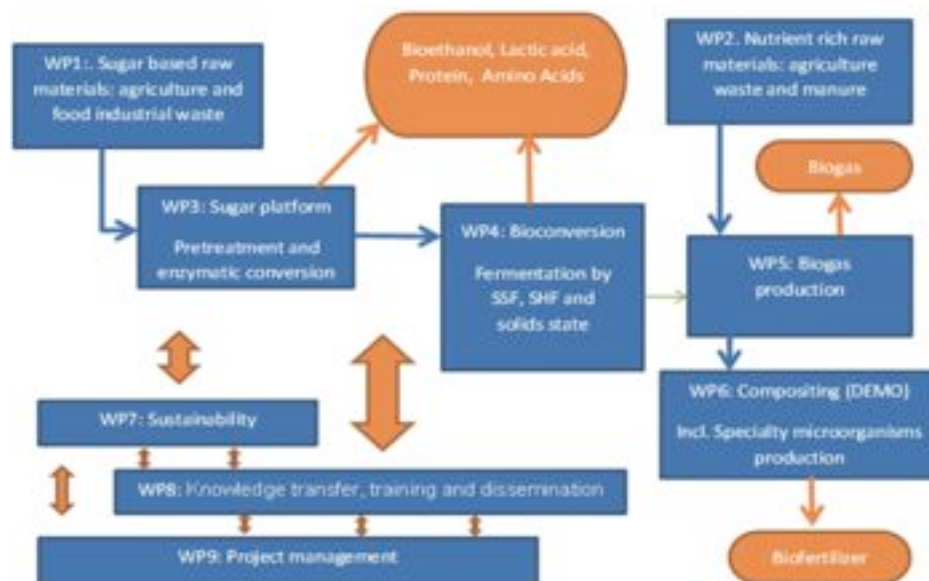 WP1:. Sugar based raw
materials: agriculture and
food industrial waste
Bioethanol, Lactic acid,
Protein, Amino Acids
WP2. Nutrient rich raw
materials: agriculture
waste and manure
Biogas
WP3: Sugar platform
Pretreatment and
enzymatic conversion
WP4: Bioconversion
Fermentation by
SSF, SHF and
solids state
WP5: Biogas
production
WP6: Compositing (DEMO)
Incl. Specialty microorganisms
production
WP7: Sustainability
WP8: Knowledge transfer, training and dissemination
WP9: Project management
Biofertilizer